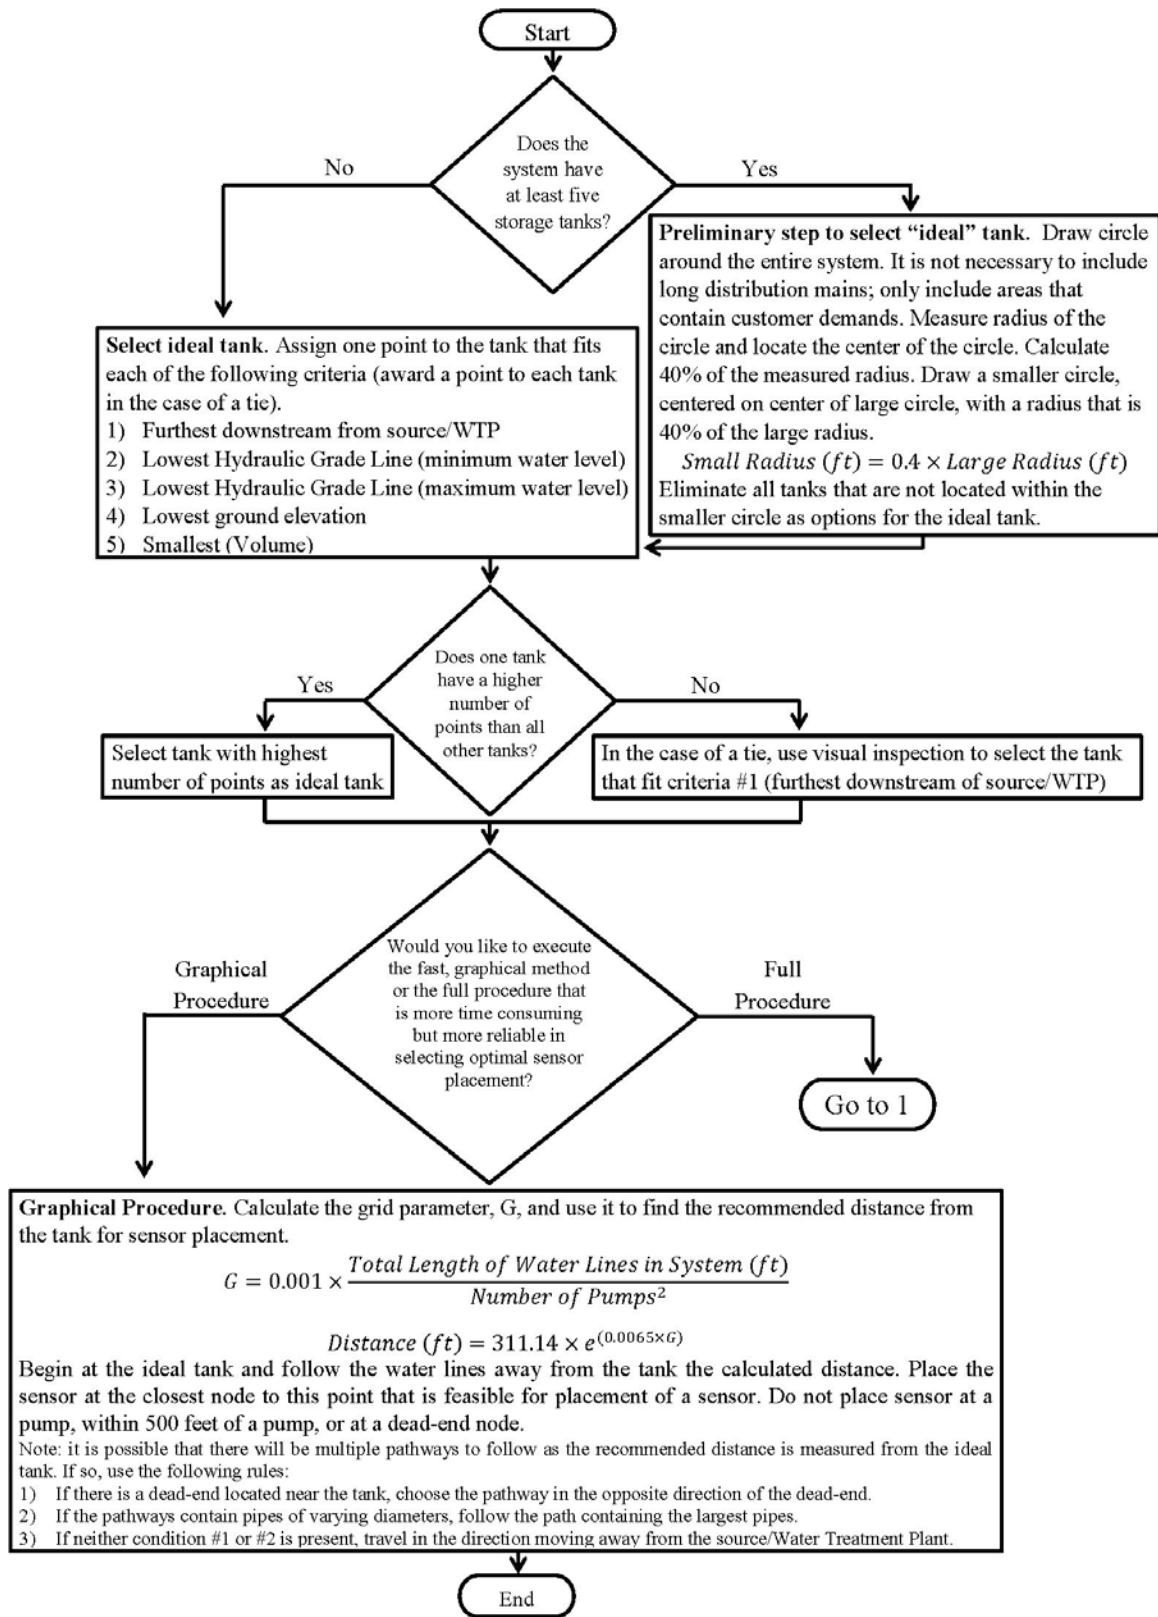 Start
Does the
system have
at least five
storage tanks?
No
Yes
Preliminary step to select “ideal” tank. Draw circle
around the entire system. It is not necessary to include
long distribution mains; only include areas that
contain customer demands. Measure radius of the
circle and locate the center of the circle. Calculate
40% of the measured radius. Draw a smaller circle,
centered on center of large circle, with a radius that is
40% of the large radius.
Small Radius (ft) = 0.4 × Large Radius (ft)
Eliminate all tanks that are not located within the
smaller circle as options for the ideal tank.
Select ideal tank. Assign one point to the tank that fits
each of the following criteria (award a point to each tank
in the case of a tie).
1) Furthest downstream from source/WTP
2) Lowest Hydraulic Grade Line (minimum water level)
3) Lowest Hydraulic Grade Line (maximum water level)
4) Lowest ground elevation
5) Smallest (Volume)
Does one tank
have a higher
number of
points than all
other tanks?
Yes
No
Select tank with highest
number of points as ideal tank
In the case of a tie, use visual inspection to select the tank
that fit criteria #1 (furthest downstream of source/WTP)
Would you like to execute
the fast, graphical method
or the full procedure that
is more time consuming
but more reliable in
selecting optimal sensor
placement?
Graphical
Procedure
Full
Procedure
Go to 1
Graphical Procedure. Calculate the grid parameter, G, and use it to find the recommended distance from
the tank for sensor placement.
G = 0.001 × Total Length of Water Lines in System (ft) / Number of Pumps²
Distance (ft) = 311.14 × e^(0.0065×G)
Begin at the ideal tank and follow the water lines away from the tank the calculated distance. Place the
sensor at the closest node to this point that is feasible for placement of a sensor. Do not place sensor at a
pump, within 500 feet of a pump, or at a dead-end node.
Note: it is possible that there will be multiple pathways to follow as the recommended distance is measured from the ideal
tank. If so, use the following rules:
1) If there is a dead-end located near the tank, choose the pathway in the opposite direction of the dead-end.
2) If the pathways contain pipes of varying diameters, follow the path containing the largest pipes.
3) If neither condition #1 or #2 is present, travel in the direction moving away from the source/Water Treatment Plant.
End